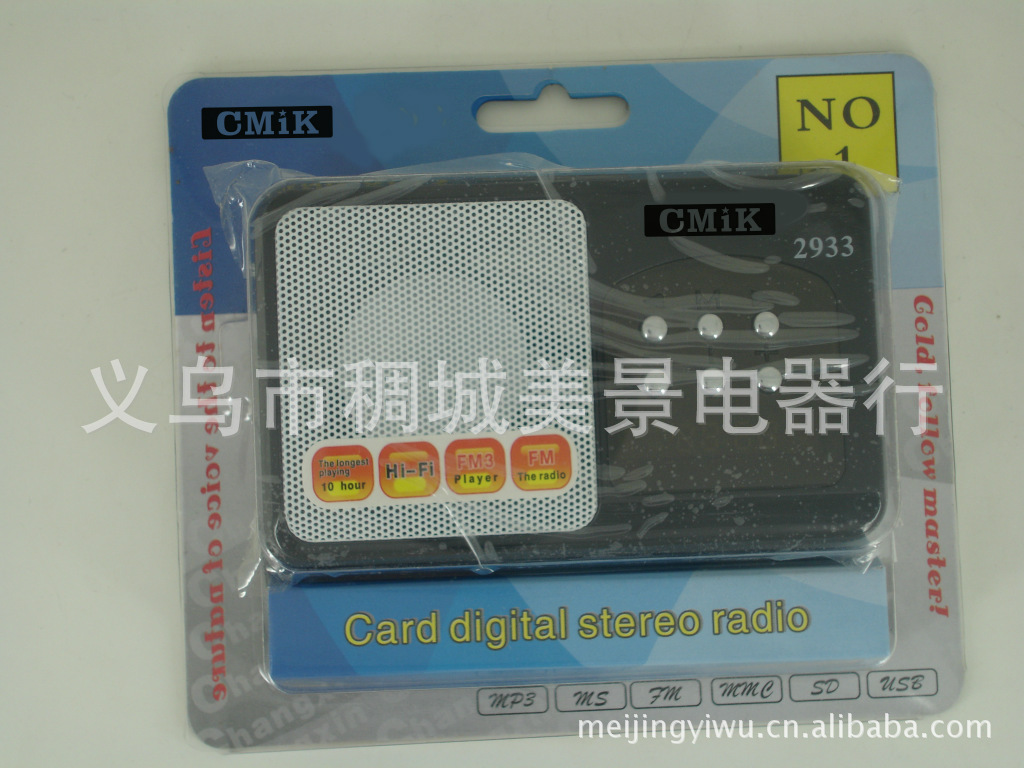 CMiK
NO
1
CMiK
2933
Listen to the voice of nature
Gold, follow master!
义乌市稠城美景电器行
The longest
playing:
10 hour
Hi-Fi
FM3
Player
FM
The radio
Card digital stereo radio
MP3 MS FM MMC SD USB
Changxin
meijingyiwu.cn.alibaba.com